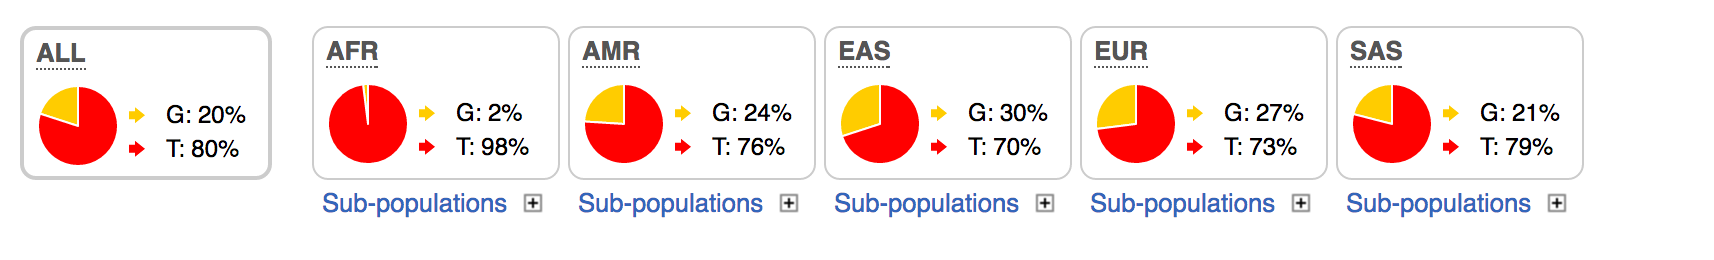 ALL
G: 20%
T: 80%
AFR
G: 2%
T: 98%
Sub-populations
AMR
G: 24%
T: 76%
Sub-populations
EAS
G: 30%
T: 70%
Sub-populations
EUR
G: 27%
T: 73%
Sub-populations
SAS
G: 21%
T: 79%
Sub-populations